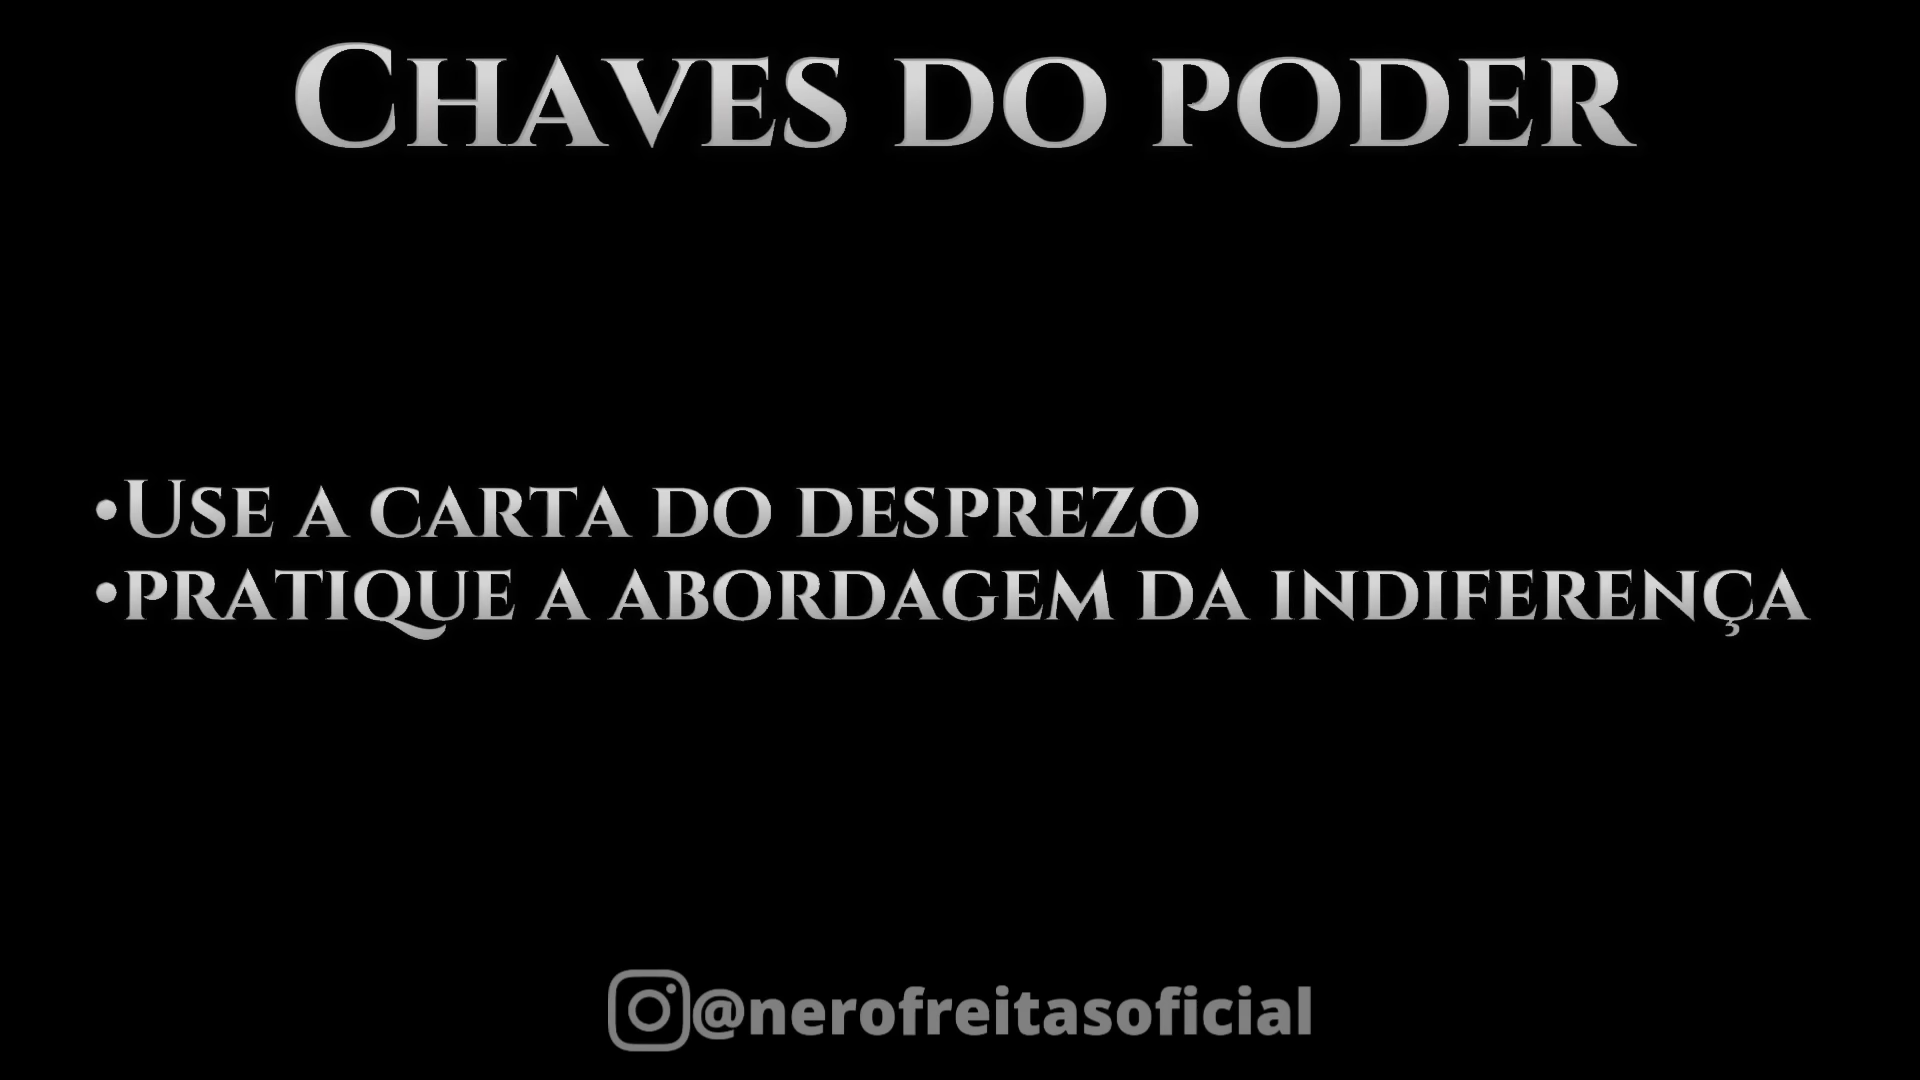 Chaves do poder
•Use a carta do desprezo
•pratique a abordagem da indiferença
@nerofreitasoficial